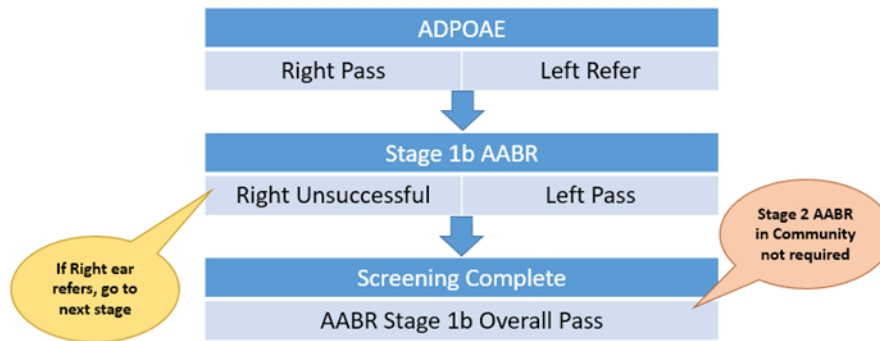 ADPOAE
Right Pass
Left Refer
Stage 1b AABR
Right Unsuccessful
Left Pass
If Right ear
refers, go to
next stage
Stage 2 AABR
in Community
not required
Screening Complete
AABR Stage 1b Overall Pass